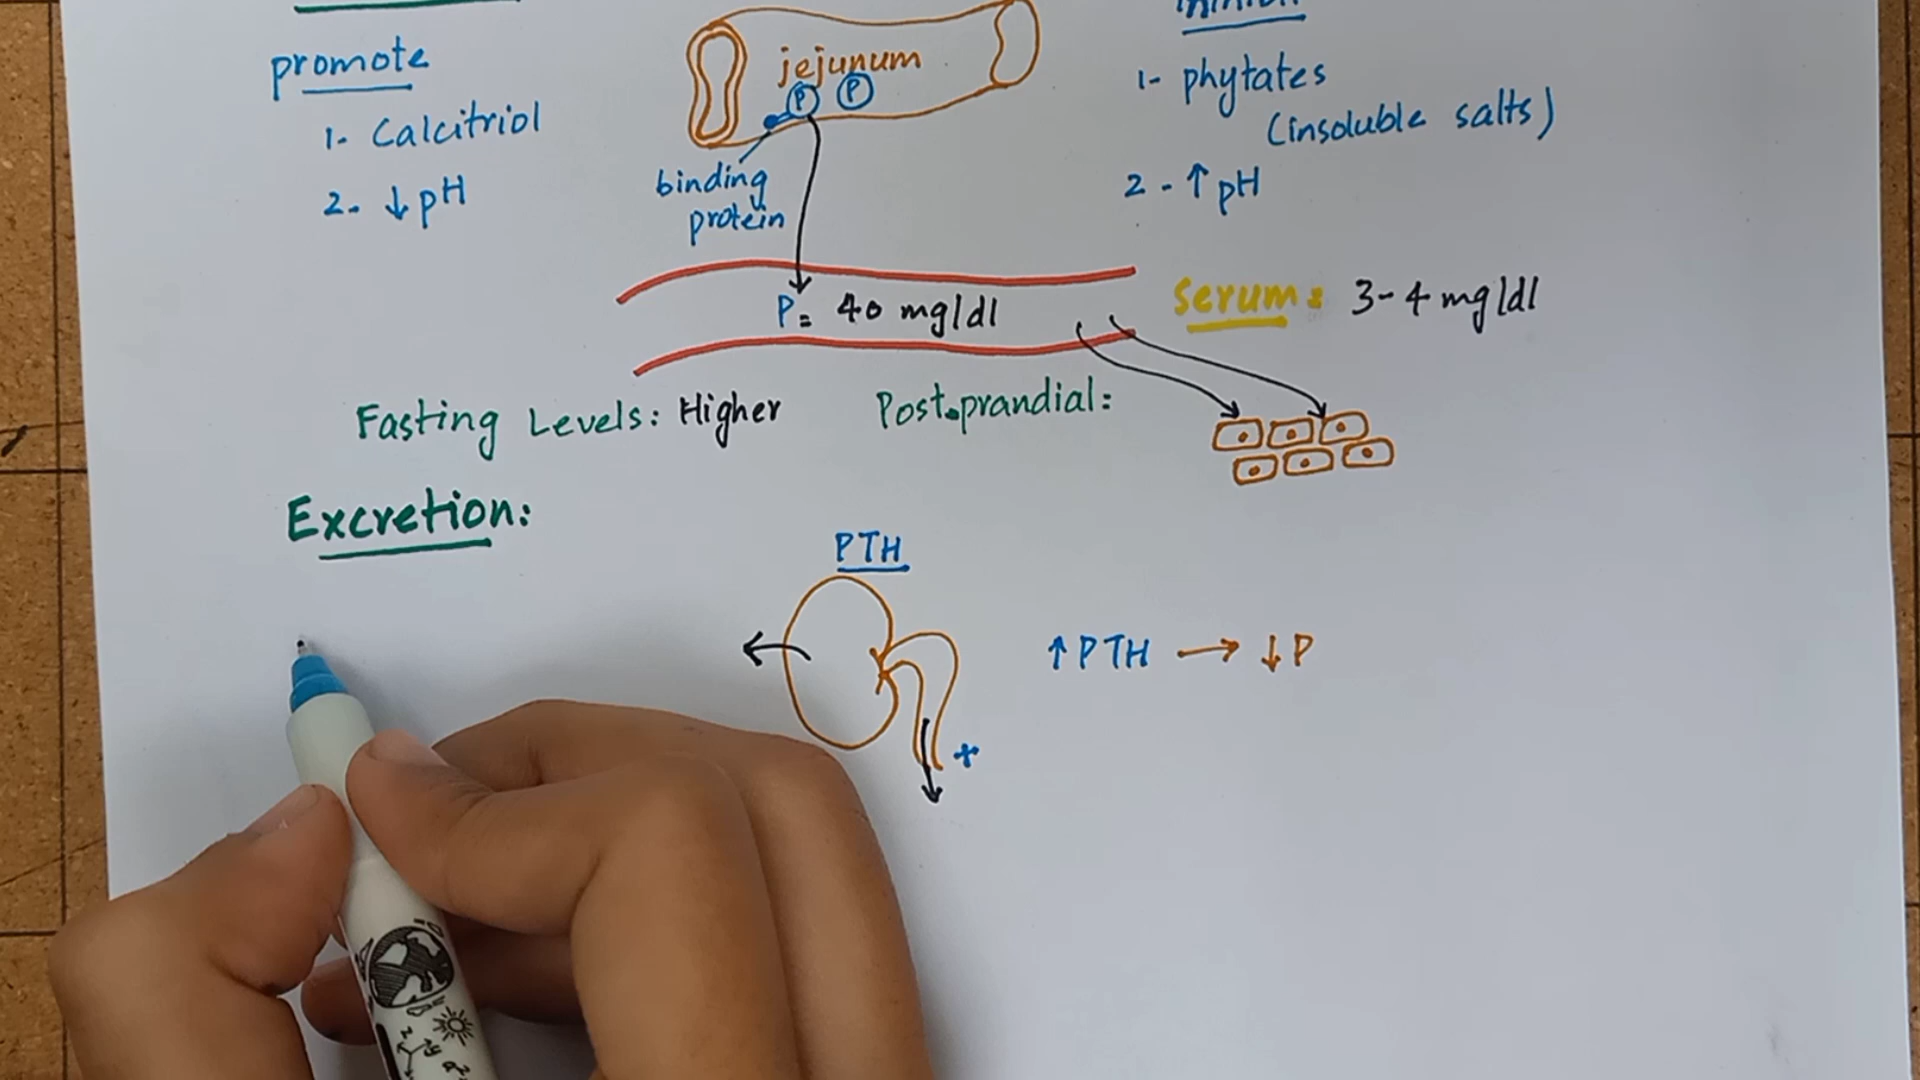 promote
1- Calcitriol
2- ↓ pH
jejunum
P P
binding
protein
1- phytates
(insoluble salts)
2 - ↑ pH
P = 40 mg/dl
Serum: 3-4 mg/dl
Fasting Levels: Higher
Post.prandial:
Excretion:
PTH
↑ PTH → ↓ P
+